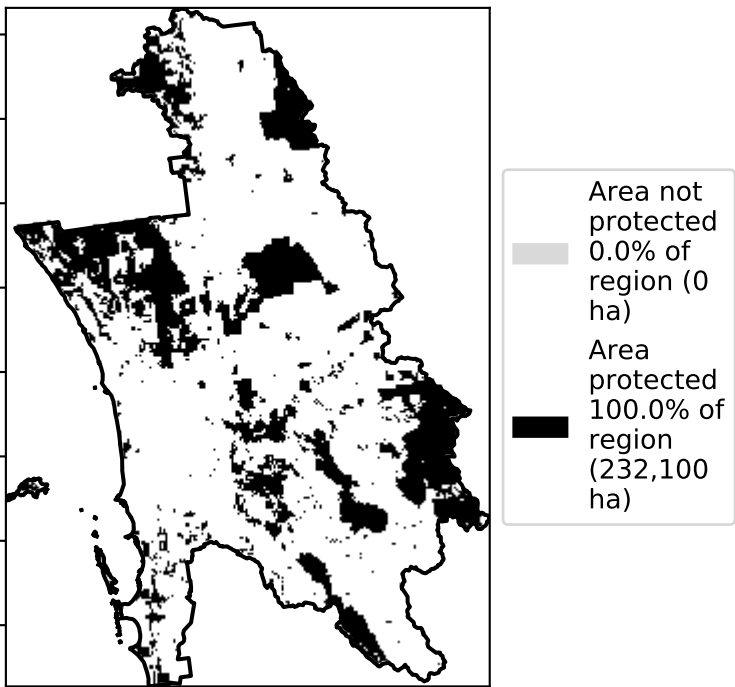 Area not
protected
0.0% of
region (0
ha)
Area
protected
100.0% of
region
(232,100
ha)